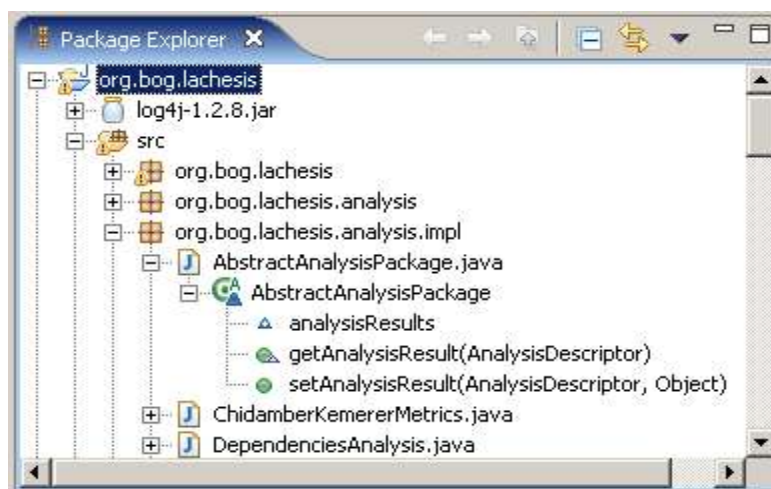 Package Explorer
org.bog.lachesis
log4j-1.2.8.jar
src
org.bog.lachesis
org.bog.lachesis.analysis
org.bog.lachesis.analysis.impl
AbstractAnalysisPackage.java
AbstractAnalysisPackage
analysisResults
getAnalysisResult(AnalysisDescriptor)
setAnalysisResult(AnalysisDescriptor, Object)
ChidamberKemererMetrics.java
DependenciesAnalysis.java